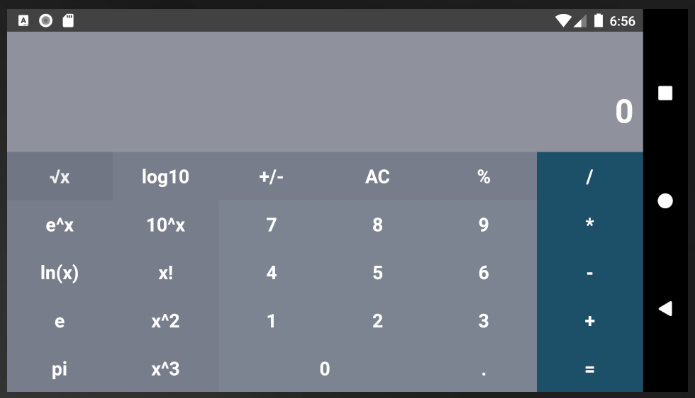 A 6:56
0
√x log10 +/- AC % /
e^x 10^x 7 8 9 *
ln(x) x! 4 5 6 -
e x^2 1 2 3 +
pi x^3 0 . =